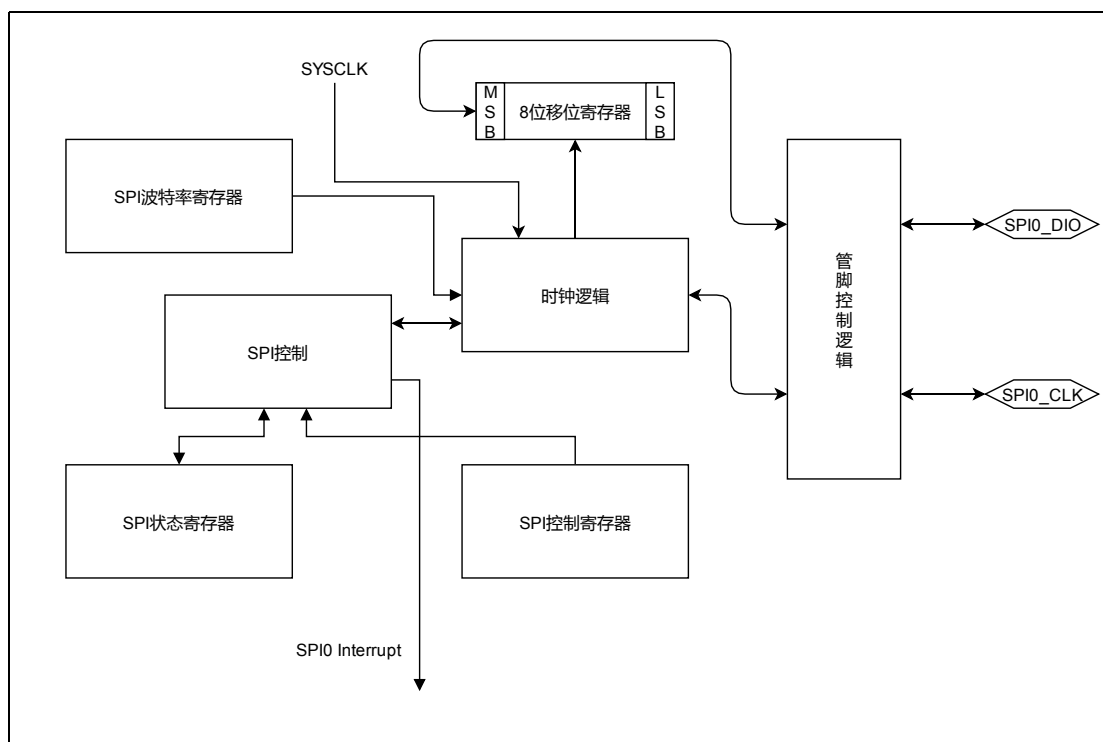 SYSCLK
MSB
8位移位寄存器
LSB
SPI波特率寄存器
SPI0_DIO
时钟逻辑
管脚控制逻辑
SPI控制
SPI0_CLK
SPI状态寄存器
SPI控制寄存器
SPI0 Interrupt